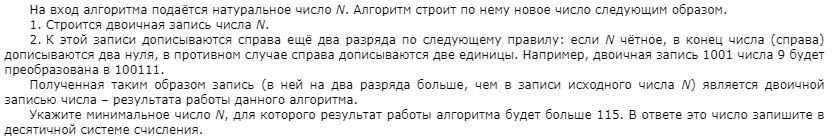 На вход алгоритма подаётся натуральное число N. Алгоритм строит по нему новое число следующим образом.
1. Строится двоичная запись числа N.
2. К этой записи дописываются справа ещё два разряда по следующему правилу: если N чётное, в конец числа (справа)
дописываются два нуля, в противном случае справа дописываются две единицы. Например, двоичная запись 1001 числа 9 будет
преобразована в 100111.
Полученная таким образом запись (в ней на два разряда больше, чем в записи исходного числа N) является двоичной
записью числа – результата работы данного алгоритма.
Укажите минимальное число N, для которого результат работы алгоритма будет больше 115. В ответе это число запишите в
десятичной системе счисления.